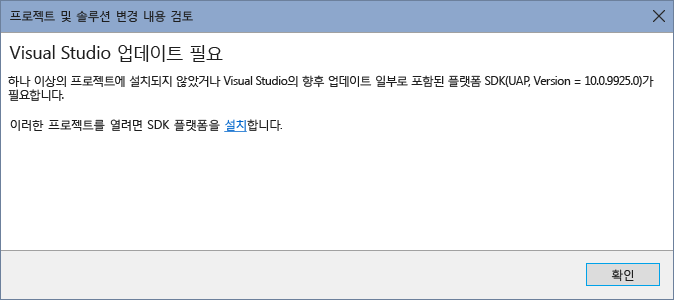 프로젝트 및 솔루션 변경 내용 검토
Visual Studio 업데이트 필요
하나 이상의 프로젝트에 설치되지 않았거나 Visual Studio의 향후 업데이트 일부로 포함된 플랫폼 SDK(UAP, Version = 10.0.9925.0)가
필요합니다.
이러한 프로젝트를 열려면 SDK 플랫폼을 설치합니다.
확인